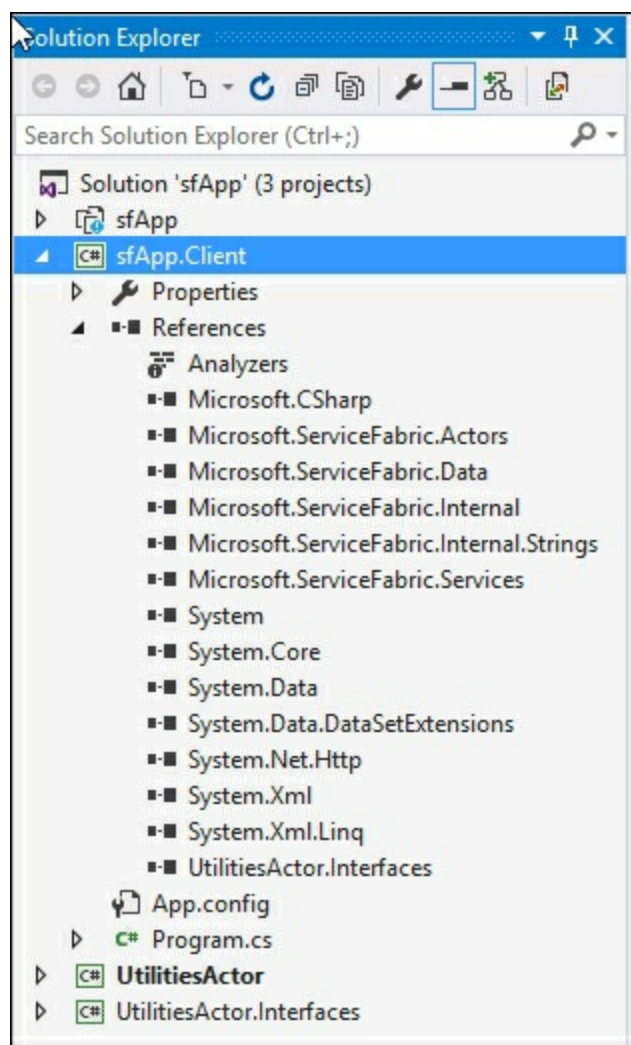 Solution Explorer
Search Solution Explorer (Ctrl+;)
Solution 'sfApp' (3 projects)
sfApp
C# sfApp.Client
Properties
References
Analyzers
Microsoft.CSharp
Microsoft.ServiceFabric.Actors
Microsoft.ServiceFabric.Data
Microsoft.ServiceFabric.Internal
Microsoft.ServiceFabric.Internal.Strings
Microsoft.ServiceFabric.Services
System
System.Core
System.Data
System.Data.DataSetExtensions
System.Net.Http
System.Xml
System.Xml.Linq
UtilitiesActor.Interfaces
App.config
C# Program.cs
C# UtilitiesActor
C# UtilitiesActor.Interfaces